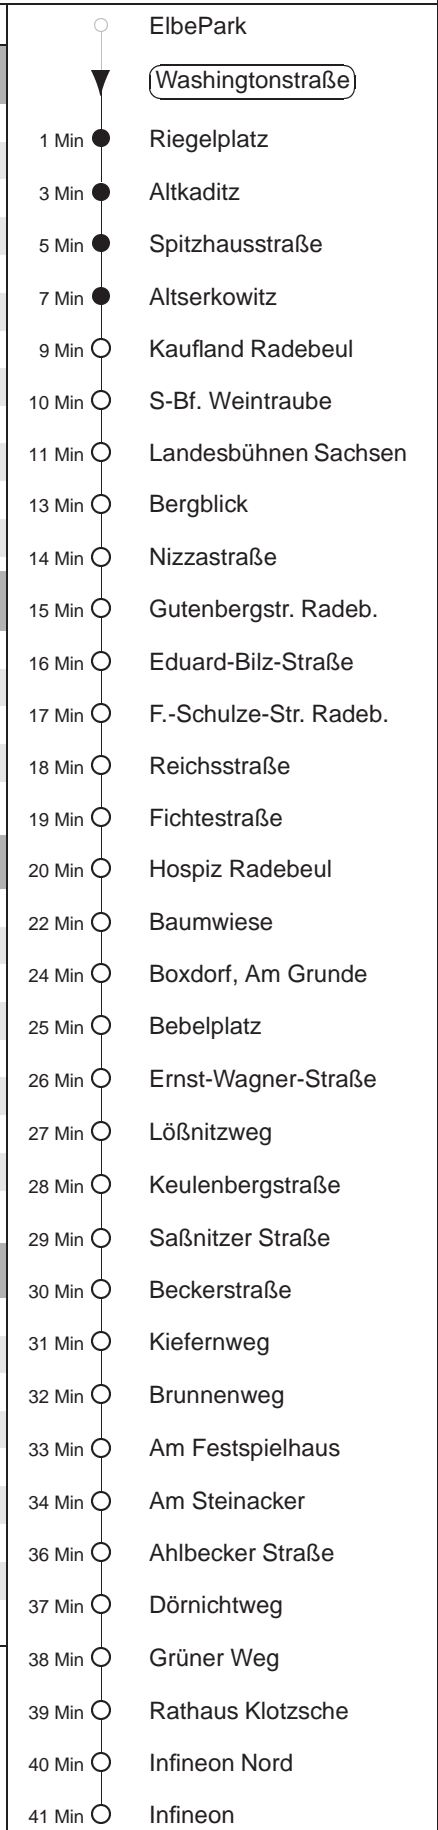 ElbePark
Washingtonstraße
1 Min Riegelplatz
3 Min Altkaditz
5 Min Spitzhausstraße
7 Min Altserkowitz
9 Min Kaufland Radebeul
10 Min S-Bf. Weintraube
11 Min Landesbühnen Sachsen
13 Min Bergblick
14 Min Nizzastraße
15 Min Gutenbergstr. Radeb.
16 Min Eduard-Bilz-Straße
17 Min F.-Schulze-Str. Radeb.
18 Min Reichsstraße
19 Min Fichtestraße
20 Min Hospiz Radebeul
22 Min Baumwiese
24 Min Boxdorf, Am Grunde
25 Min Bebelplatz
26 Min Ernst-Wagner-Straße
27 Min Lößnitzweg
28 Min Keulenbergstraße
29 Min Saßnitzer Straße
30 Min Beckerstraße
31 Min Kiefernweg
32 Min Brunnenweg
33 Min Am Festspielhaus
34 Min Am Steinacker
36 Min Ahlbecker Straße
37 Min Dörnichtweg
38 Min Grüner Weg
39 Min Rathaus Klotzsche
40 Min Infineon Nord
41 Min Infineon